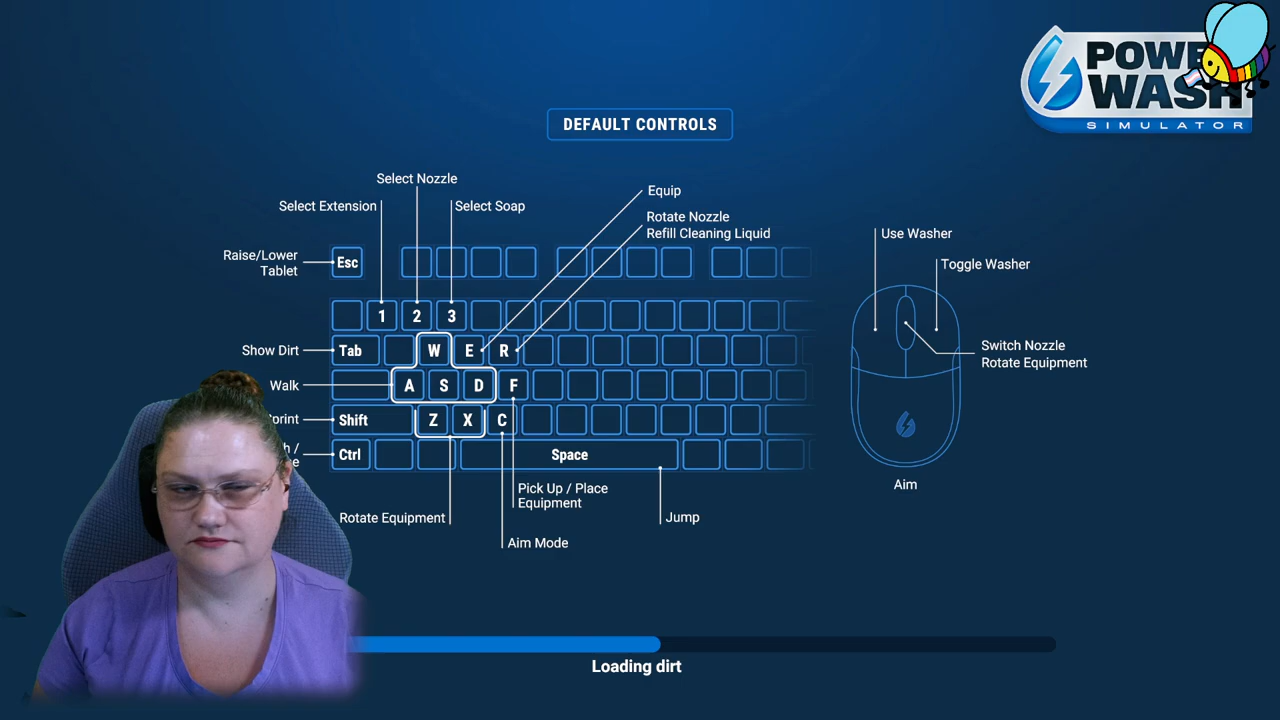 POWE
WASH
SIMULATOR
DEFAULT CONTROLS
Select Nozzle
Select Extension
Select Soap
Equip
Rotate Nozzle
Refill Cleaning Liquid
Use Washer
Toggle Washer
Raise/Lower
Tablet
Esc
1 2 3
Show Dirt
Tab
W E R
Switch Nozzle
Rotate Equipment
Walk
A S D F
Shift
Z X C
Ctrl
Space
Aim
Pick Up / Place
Equipment
Rotate Equipment
Jump
Aim Mode
Loading dirt